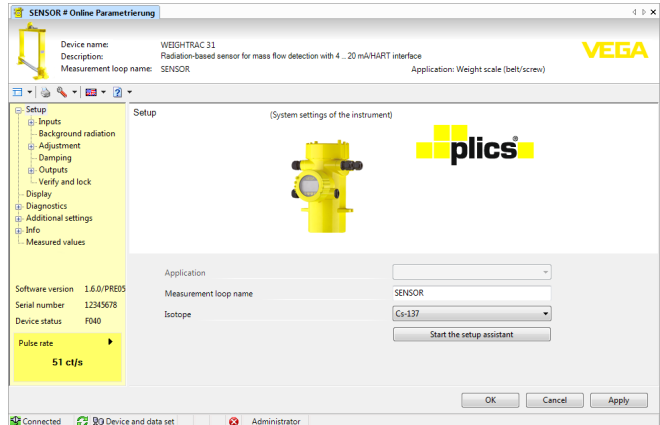 SENSOR # Online Parametrierung
Device name: WEIGHTRAC 31
Description: Radiation-based sensor for mass flow detection with 4 .. 20 mA/HART interface
Measurement loop name: SENSOR Application: Weight scale (belt/screw)
VEGA
Setup
Inputs
Background radiation
Adjustment
Damping
Outputs
Verify and lock
Display
Diagnostics
Additional settings
Info
Measured values
Software version 1.6.0/PRE05
Serial number 12345678
Device status F040
Pulse rate
51 ct/s
Setup (System settings of the instrument)
plics®
Application
Measurement loop name SENSOR
Isotope Cs-137
Start the setup assistant
OK Cancel Apply
Connected Device and data set Administrator